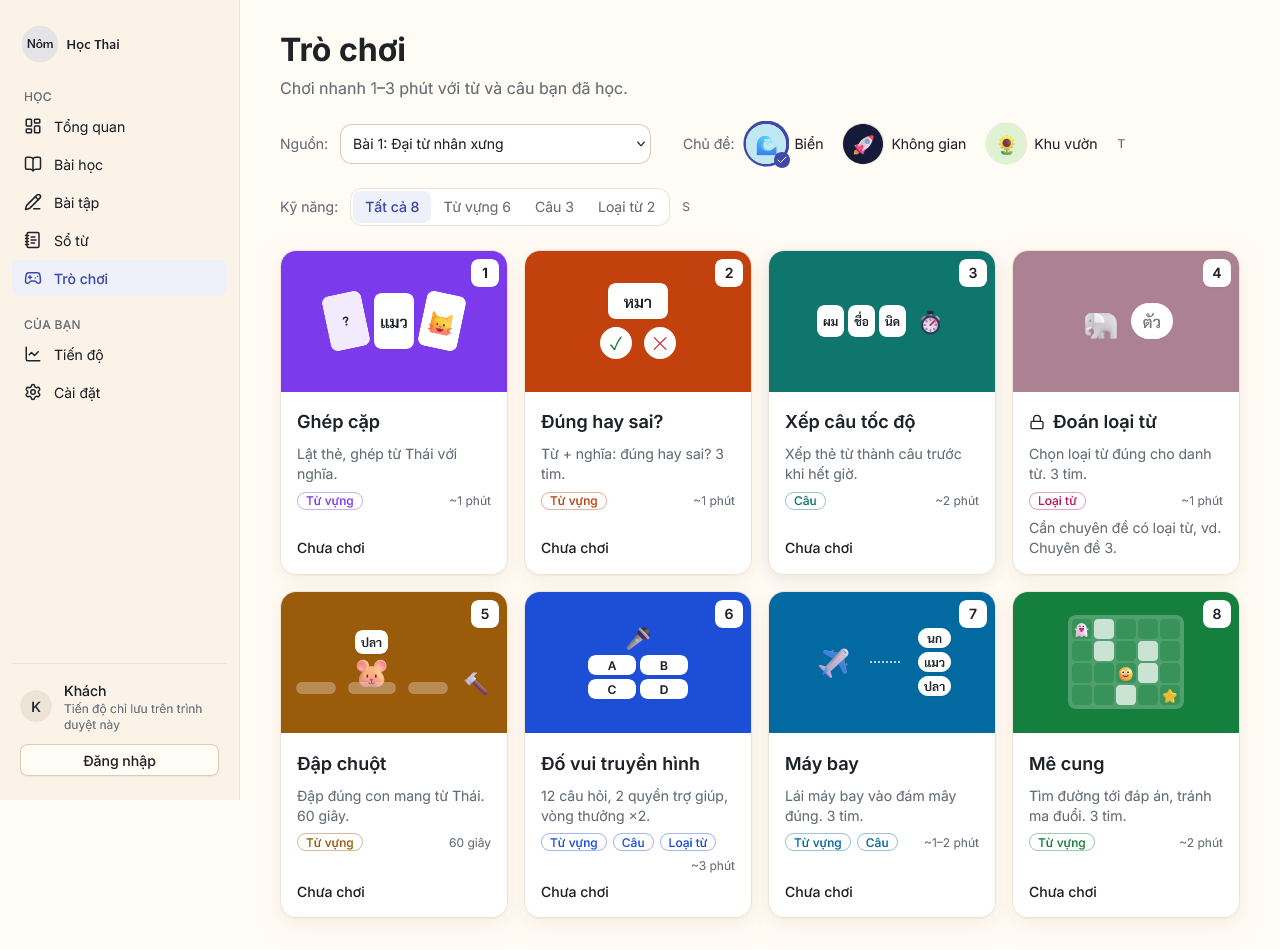 Nôm Học Thai
HỌC
Tổng quan
Bài học
Bài tập
Sổ từ
Trò chơi
CỦA BẠN
Tiến độ
Cài đặt
K
Khách
Tiến độ chỉ lưu trên trình
duyệt này
Đăng nhập
Trò chơi
Chơi nhanh 1–3 phút với từ và câu bạn đã học.
Nguồn: Bài 1: Đại từ nhân xưng Chủ đề: Biển Không gian Khu vườn T
Kỹ năng: Tất cả 8 Từ vựng 6 Câu 3 Loại từ 2 S
1
? แมว
Ghép cặp
Lật thẻ, ghép từ Thái với
nghĩa.
Từ vựng ~1 phút
Chưa chơi
2
หมา
Đúng hay sai?
Từ + nghĩa: đúng hay sai? 3
tim.
Từ vựng ~1 phút
Chưa chơi
3
ผม ชื่อ นิด
Xếp câu tốc độ
Xếp thẻ từ thành câu trước
khi hết giờ.
Câu ~2 phút
Chưa chơi
4
ตัว
Đoán loại từ
Chọn loại từ đúng cho danh
từ. 3 tim.
Loại từ ~1 phút
Cần chuyên đề có loại từ, vd.
Chuyên đề 3.
5
ปลา
Đập chuột
Đập đúng con mang từ Thái.
60 giây.
Từ vựng 60 giây
Chưa chơi
6
A B
C D
Đố vui truyền hình
12 câu hỏi, 2 quyền trợ giúp,
vòng thưởng ×2.
Từ vựng Câu Loại từ
~3 phút
Chưa chơi
7
นก
แมว
ปลา
Máy bay
Lái máy bay vào đám mây
đúng. 3 tim.
Từ vựng Câu ~1–2 phút
Chưa chơi
8
Mê cung
Tìm đường tới đáp án, tránh
ma đuổi. 3 tim.
Từ vựng ~2 phút
Chưa chơi